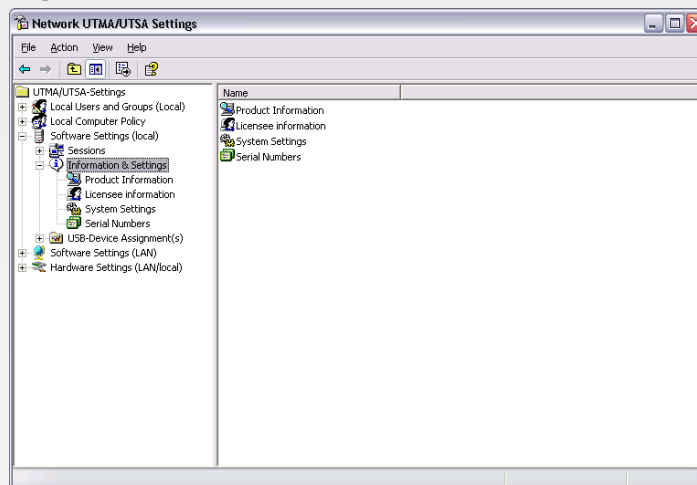 Network UTMA/UTSA Settings
File Action View Help
UTMA/UTSA-Settings
Local Users and Groups (Local)
Local Computer Policy
Software Settings (local)
Sessions
Information & Settings
Product Information
Licensee information
System Settings
Serial Numbers
USB-Device Assignment(s)
Software Settings (LAN)
Hardware Settings (LAN/local)
Name
Product Information
Licensee information
System Settings
Serial Numbers